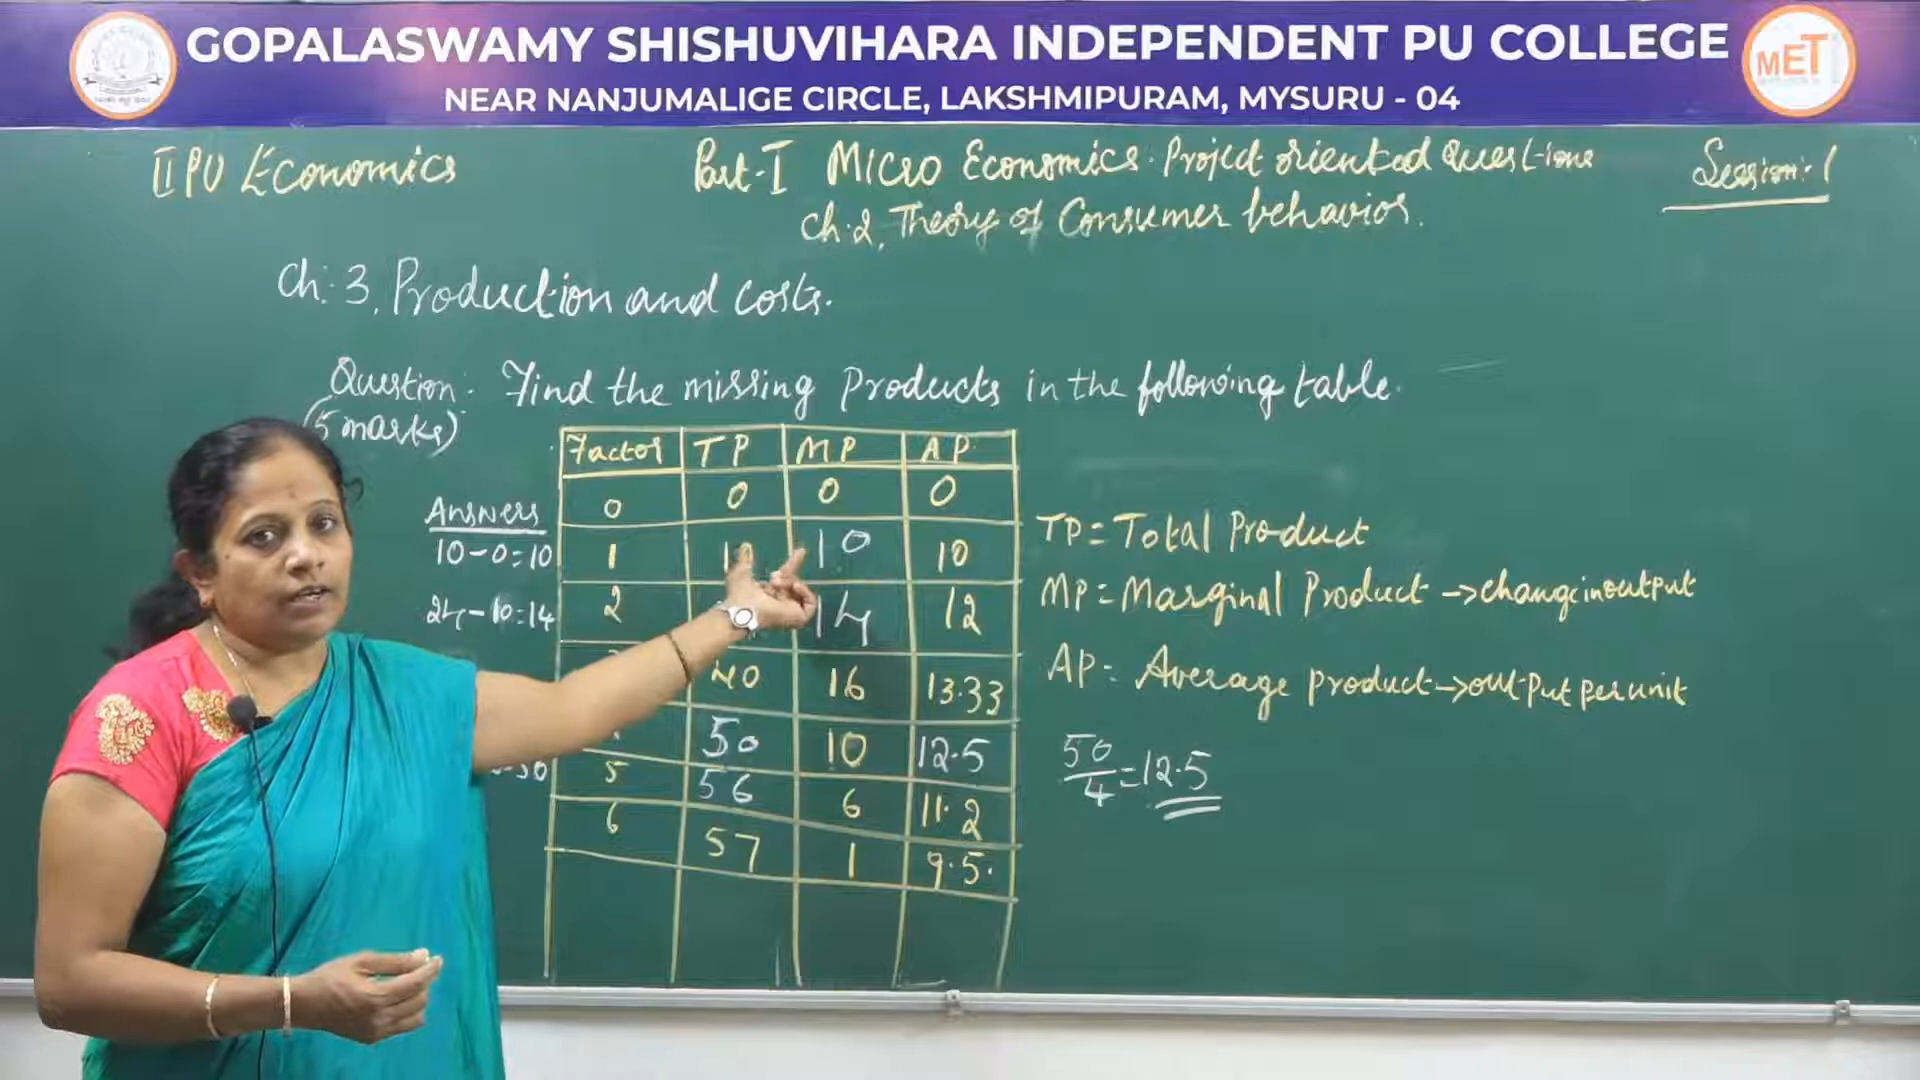 GOPALASWAMY SHISHUVIHARA INDEPENDENT PU COLLEGE
MET
NEAR NANJUMALIGE CIRCLE, LAKSHMIPURAM, MYSURU - 04
II PU Economics
Part-I Micro Economics. Project oriented Questions
Session:1
Ch:2, Theory of Consumer behavior.
Ch:3, Production and costs.
Question: Find the missing Products in the following table.
(5 marks)
Factor TP MP AP
0 0 0 0
Answers
10-0=10 1 10 10 10
24-10=14 2 14 12
40 16 13.33
50 10 12.5
5 56 6 11.2
6 57 1 9.5.
TP= Total Product
MP= Marginal Product → change in output
AP= Average product → output per unit
50/4=12.5